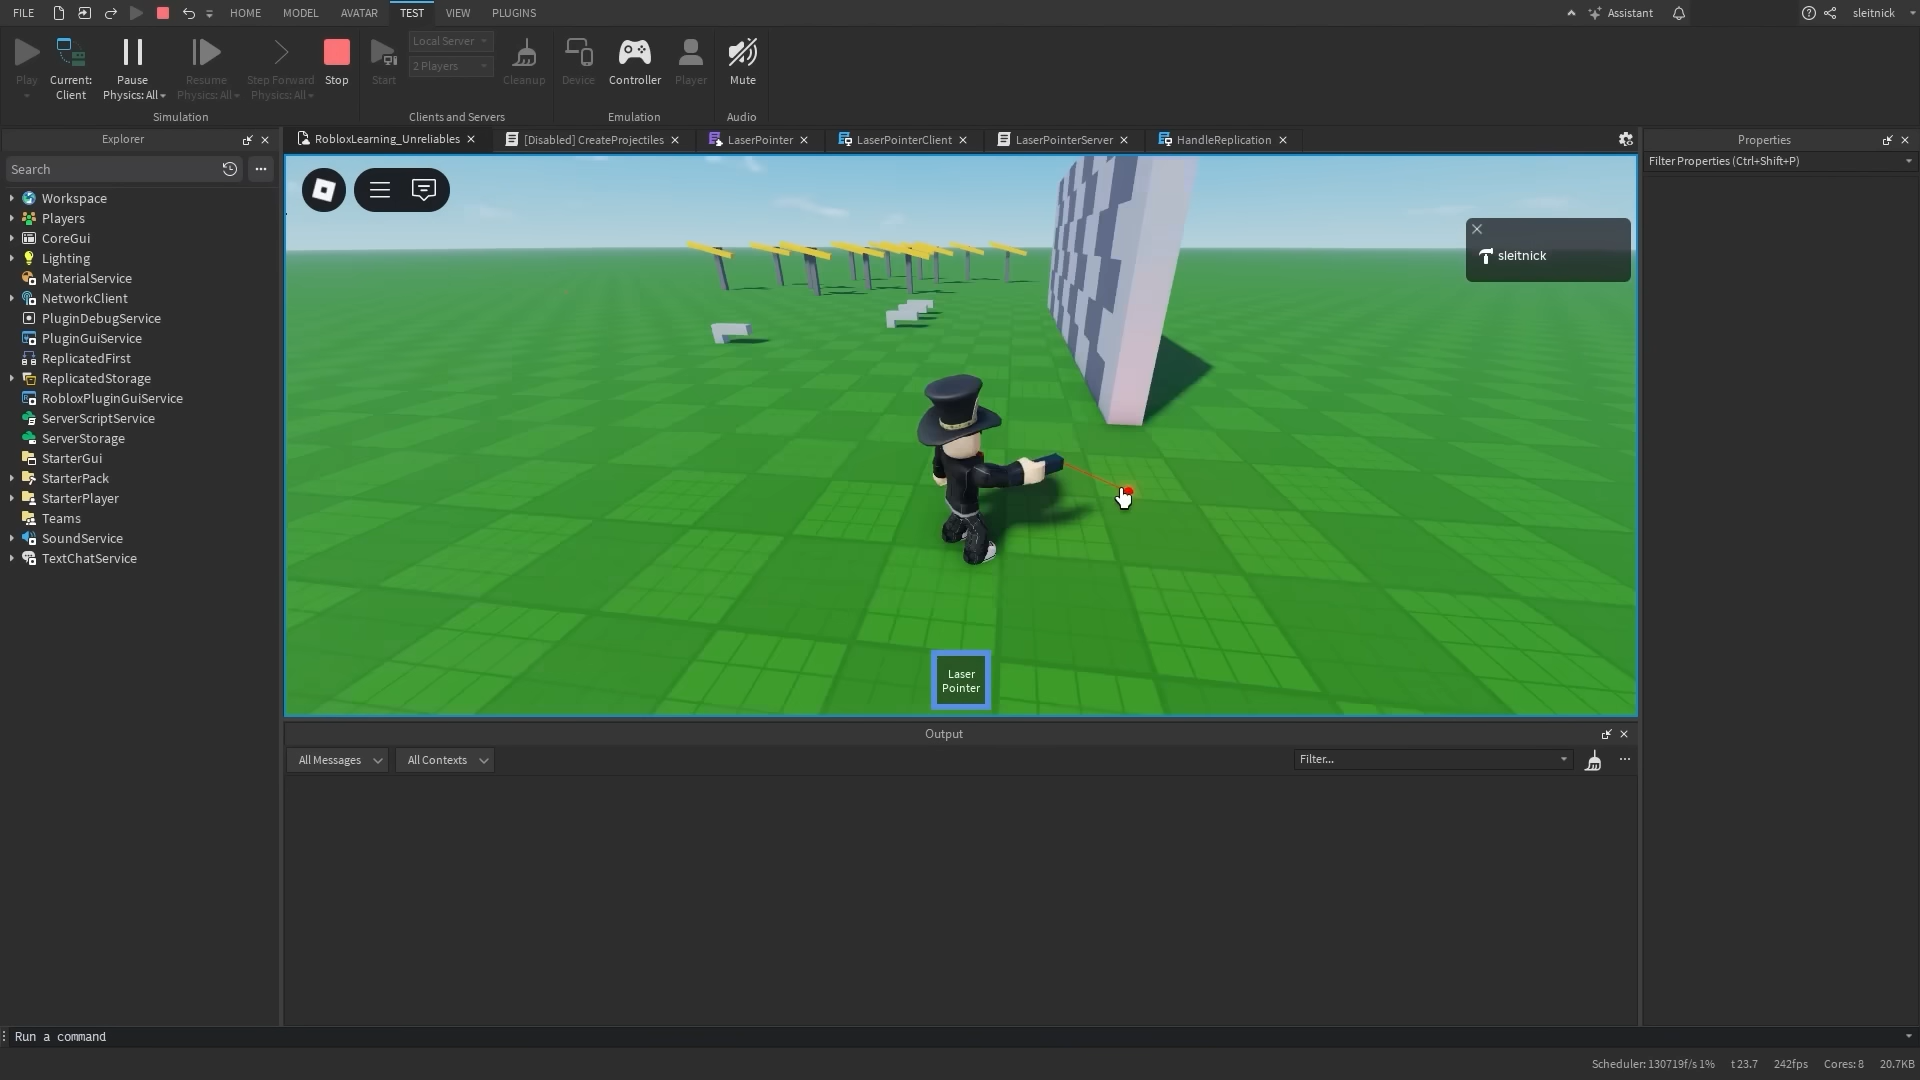 FILE HOME MODEL AVATAR TEST VIEW PLUGINS Assistant sleitnick
Play Current: Client Pause Physics: All Resume Physics: All Step Forward Physics: All Stop Start Local Server 2 Players Cleanup Device Controller Player Mute
Simulation Clients and Servers Emulation Audio
Explorer RobloxLearning_Unreliables [Disabled] CreateProjectiles LaserPointer LaserPointerClient LaserPointerServer HandleReplication Properties
Search
Filter Properties (Ctrl+Shift+P)
Workspace
Players
CoreGui
Lighting
MaterialService
NetworkClient
PluginDebugService
PluginGuiService
ReplicatedFirst
ReplicatedStorage
RobloxPluginGuiService
ServerScriptService
ServerStorage
StarterGui
StarterPack
StarterPlayer
Teams
SoundService
TextChatService
sleitnick
Laser
Pointer
Output
All Messages All Contexts Filter...
Run a command
Scheduler: 130719f/s 1% t 23.7 242fps Cores: 8 20.7KB